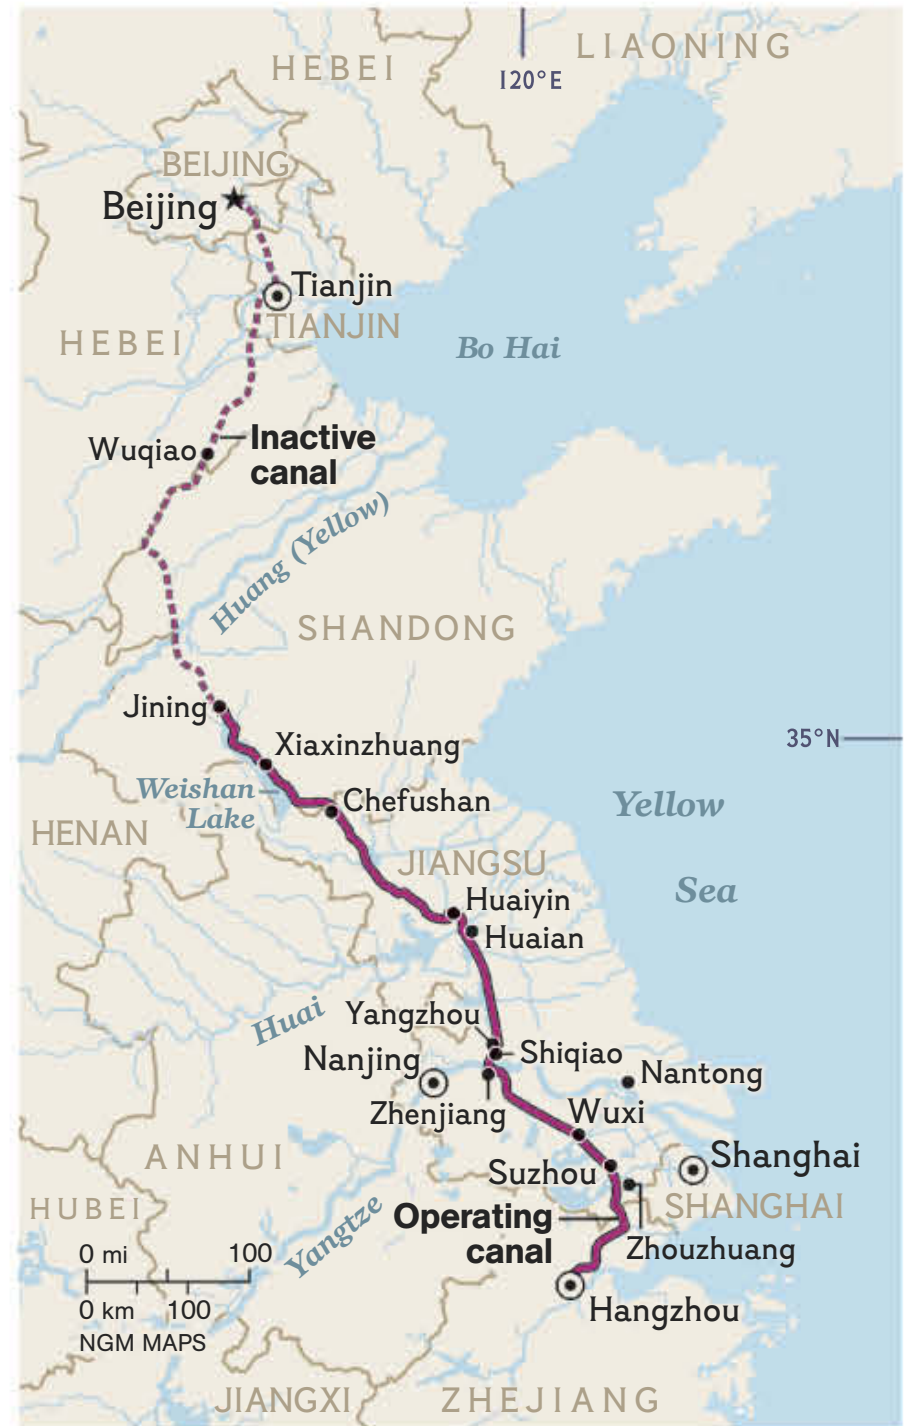 LIAONING
HEBEI
120°E
BEIJING
Beijing
Tianjin
TIANJIN
HEBEI
Bo Hai
Inactive
canal
Wuqiao
Huang (Yellow)
SHANDONG
Jining
35°N
Xiaxinzhuang
Weishan
Lake
Chefushan
Yellow
Sea
HENAN
JIANGSU
Huaiyin
Huaian
Huai
Yangzhou
Shiqiao
Nanjing
Nantong
Zhenjiang
Wuxi
ANHUI
Shanghai
Suzhou
SHANGHAI
HUBEI
Operating
canal
Yangtze
Zhouzhuang
0 mi 100
0 km 100
NGM MAPS
Hangzhou
JIANGXI
ZHEJIANG